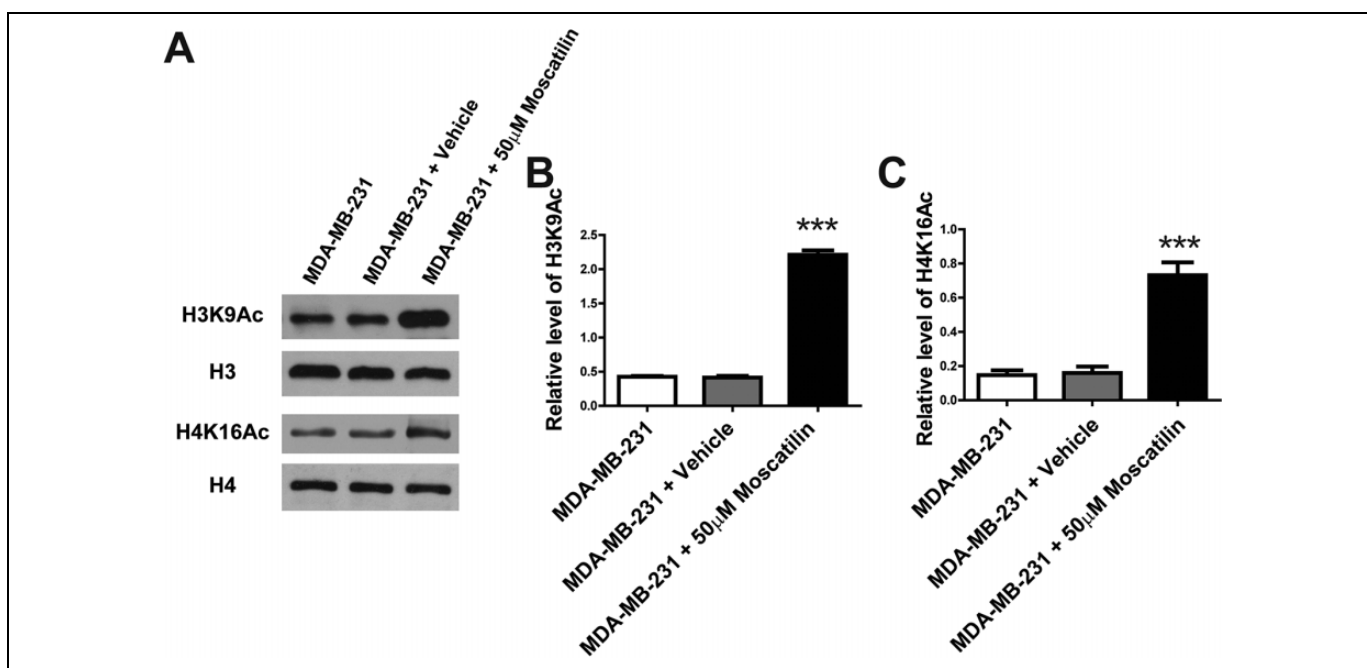 A
MDA-MB-231
MDA-MB-231 + Vehicle
MDA-MB-231 + 50μM Moscatilin
H3K9Ac
H3
H4K16Ac
H4
B
Relative level of H3K9Ac
2.5
2.0
1.5
1.0
0.5
0.0
***
MDA-MB-231
MDA-MB-231 + Vehicle
MDA-MB-231 + 50μM Moscatilin
C
Relative level of H4K16Ac
1.0
0.8
0.6
0.4
0.2
0.0
***
MDA-MB-231
MDA-MB-231 + Vehicle
MDA-MB-231 + 50μM Moscatilin